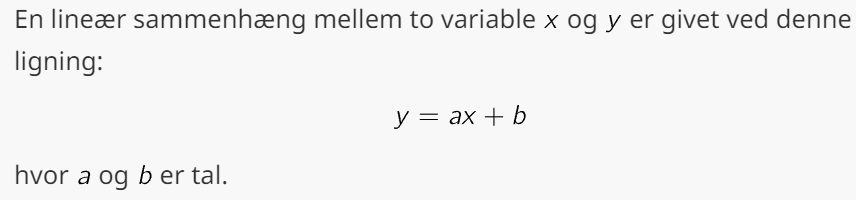 En lineær sammenhæng mellem to variable x og y er givet ved denne
ligning:
y = ax + b
hvor a og b er tal.